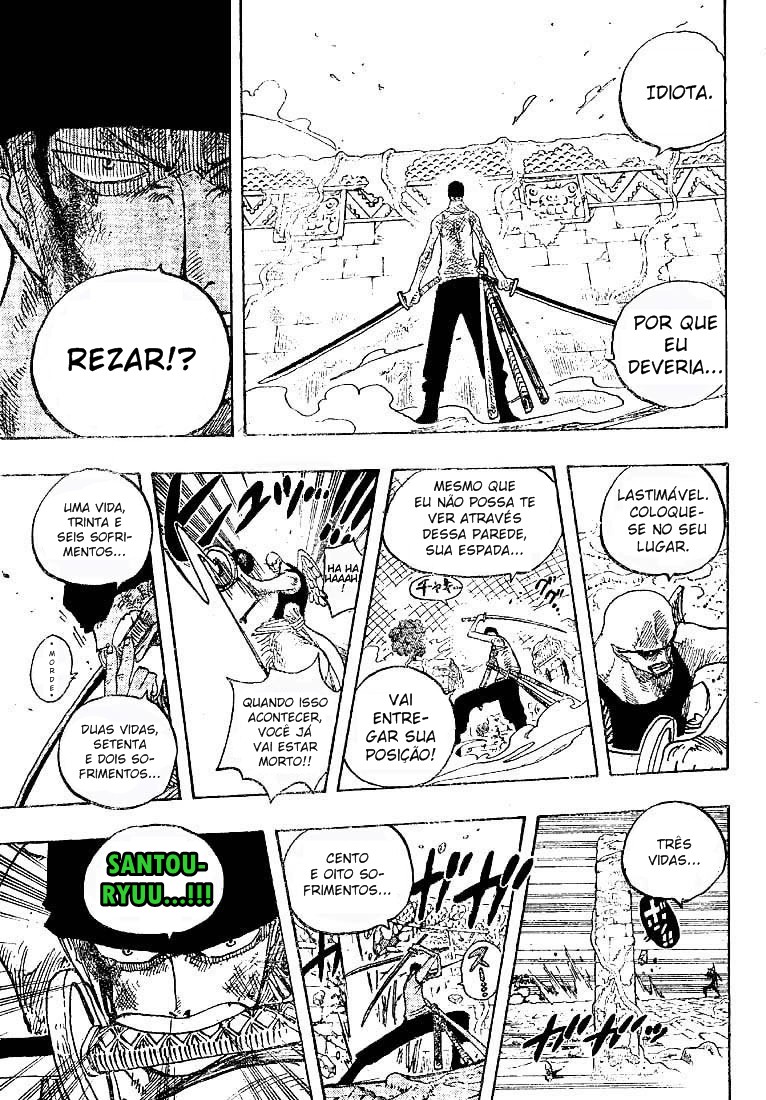 IDIOTA.
POR QUE
EU
DEVERIA...
REZAR!?
LASTIMÁVEL.
COLOQUE-
SE NO SEU
LUGAR.
MESMO QUE
EU NÃO POSSA TE
VER ATRAVÉS
DESSA PAREDE,
SUA ESPADA...
チャキ...
VAI
ENTRE-
GAR SUA
POSIÇÃO!
HA HA
HAAAH
!
QUANDO ISSO
ACONTECER,
VOCÊ JÁ
VAI ESTAR
MORTO!!
UMA VIDA,
TRINTA E
SEIS SOFRI-
MENTOS...
*MORDE*
DUAS VIDAS,
SETENTA
E DOIS SO-
FRIMENTOS...
TRÊS
VIDAS...
CENTO
E OITO SO-
FRIMENTOS...
SANTOU-
RYUU...!!!